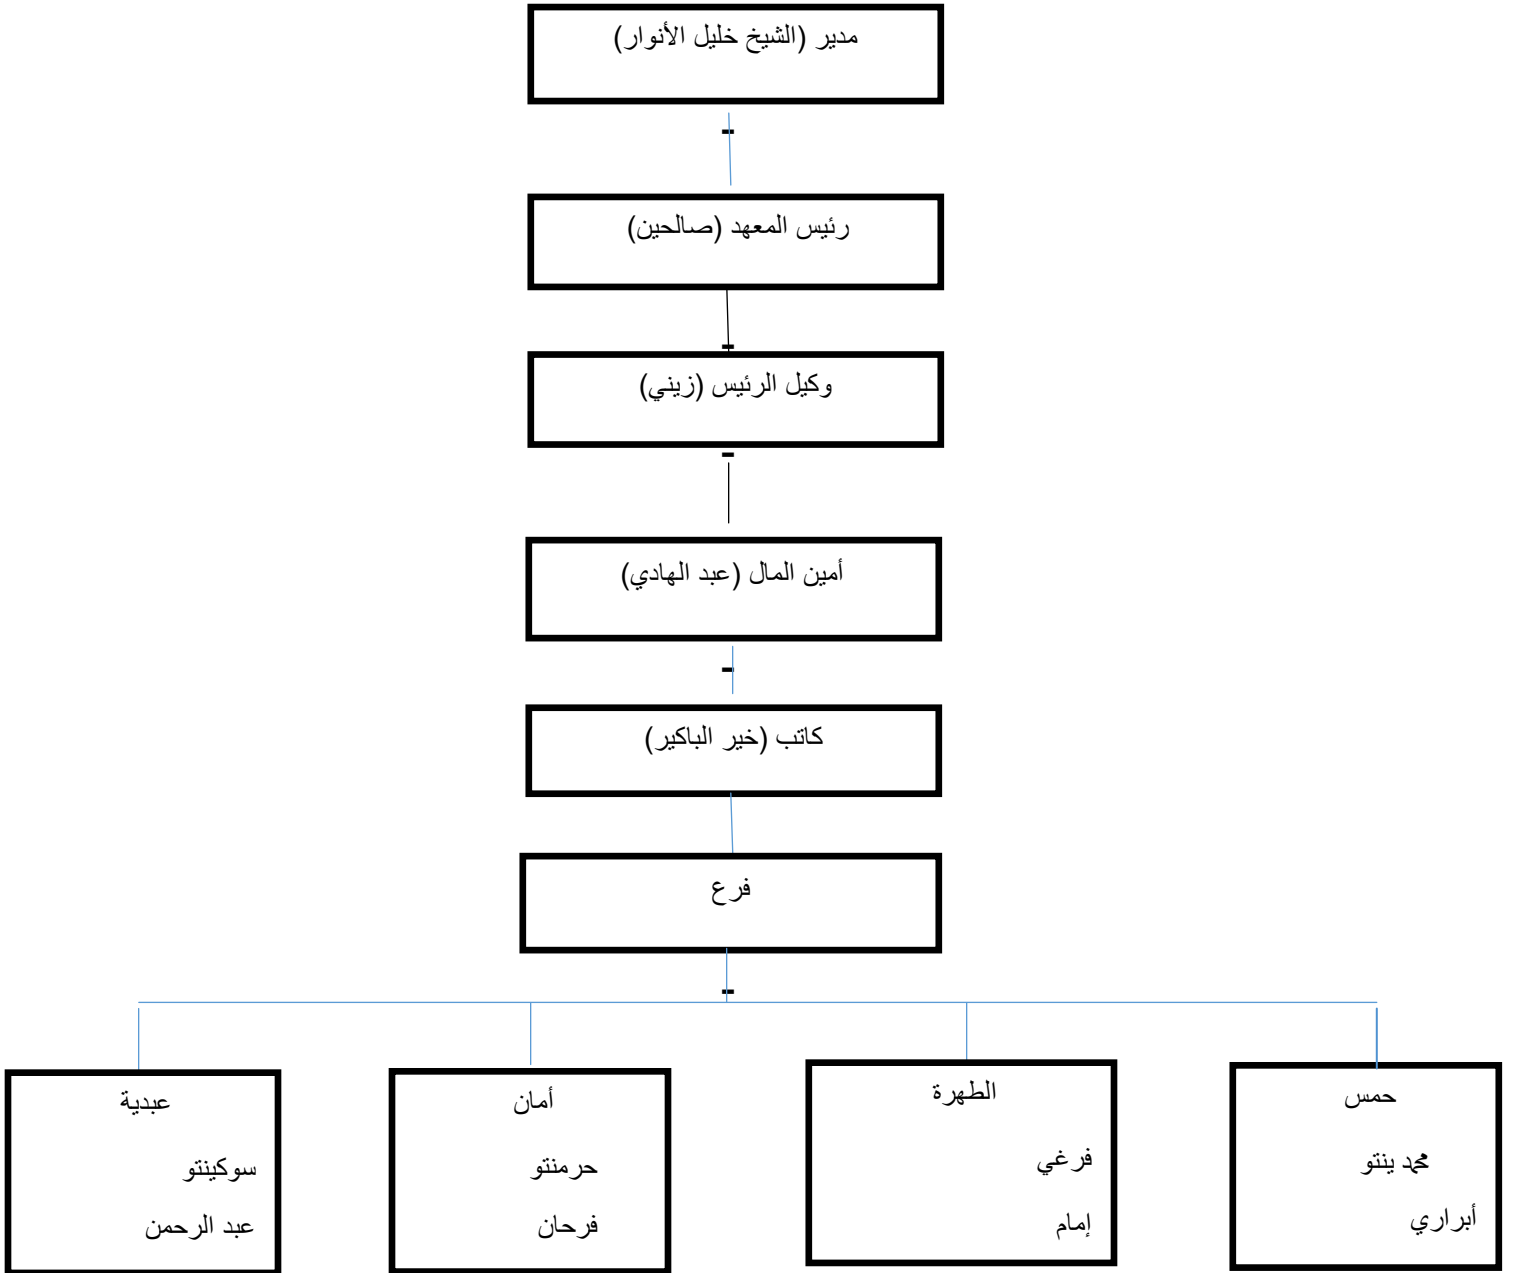 مدير (الشيخ خليل الأنوار)
-
رئيس المعهد (صالحين)
-
وكيل الرئيس (زيني)
-
أمين المال (عبد الهادي)
-
كاتب (خير الباكير)
فرع
-
حمس
محمد ينتو
أبراري
الطهرة
فرغي
إمام
أمان
حرمنتو
فرحان
عبدية
سوكينتو
عبد الرحمن